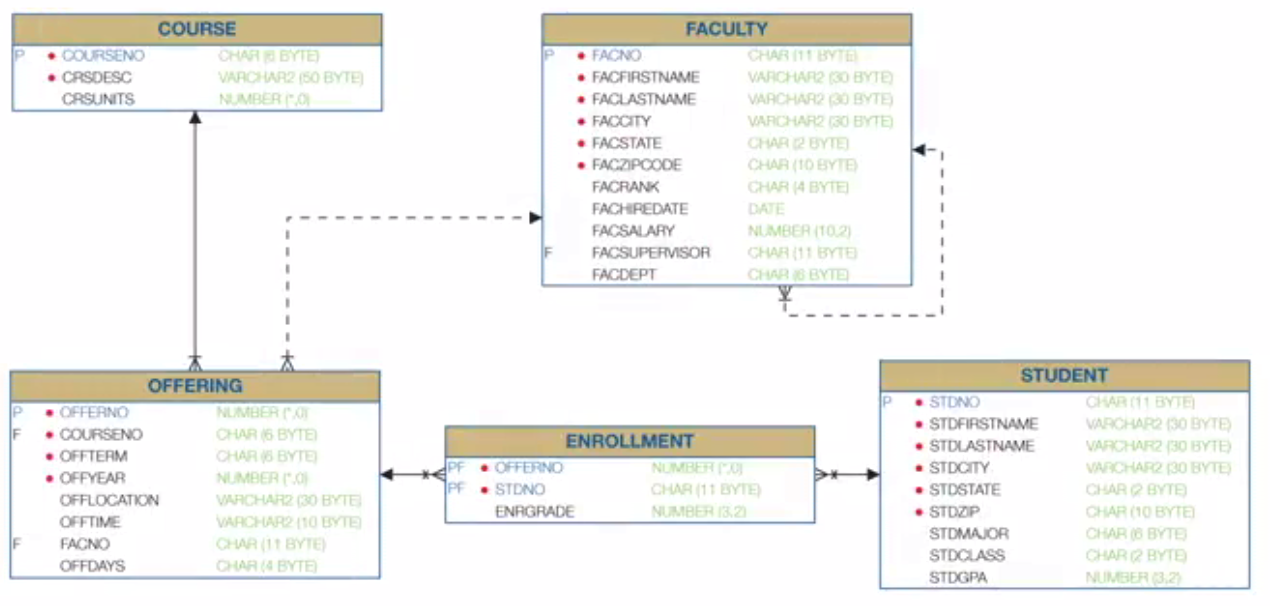 COURSE
P COURSENO CHAR (6 BYTE)
CRSDESC VARCHAR2 (50 BYTE)
CRSUNITS NUMBER (*,0)
FACULTY
P FACNO CHAR (11 BYTE)
FACFIRSTNAME VARCHAR2 (30 BYTE)
FACLASTNAME VARCHAR2 (30 BYTE)
FACCITY VARCHAR2 (30 BYTE)
FACSTATE CHAR (2 BYTE)
FACZIPCODE CHAR (10 BYTE)
FACRANK CHAR (4 BYTE)
FACHIREDATE DATE
FACSALARY NUMBER (10,2)
F FACSUPERVISOR CHAR (11 BYTE)
FACDEPT CHAR (6 BYTE)
OFFERING
P OFFERNO NUMBER (*,0)
F COURSENO CHAR (6 BYTE)
OFFTERM CHAR (6 BYTE)
OFFYEAR NUMBER (*,0)
OFFLOCATION VARCHAR2 (30 BYTE)
OFFTIME VARCHAR2 (10 BYTE)
F FACNO CHAR (11 BYTE)
OFFDAYS CHAR (4 BYTE)
ENROLLMENT
PF OFFERNO NUMBER (*,0)
PF STDNO CHAR (11 BYTE)
ENRGRADE NUMBER (3,2)
STUDENT
P STDNO CHAR (11 BYTE)
STDFIRSTNAME VARCHAR2 (30 BYTE)
STDLASTNAME VARCHAR2 (30 BYTE)
STDCITY VARCHAR2 (30 BYTE)
STDSTATE CHAR (2 BYTE)
STDZIP CHAR (10 BYTE)
STDMAJOR CHAR (6 BYTE)
STDCLASS CHAR (2 BYTE)
STDGPA NUMBER (3,2)